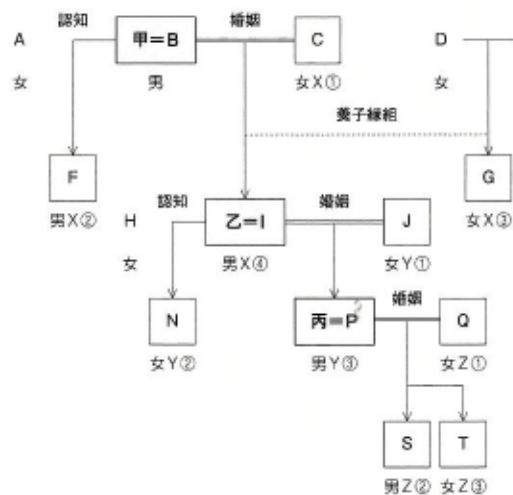 認知 婚姻
A 甲＝B C D
女 男 女X① 女
養子縁組
F G
男X② 認知 婚姻 女X③
H 乙＝I J
女 男X④ 女Y①
婚姻
N 丙＝P Q
女Y② 男Y③ 女Z①
S T
男Z② 女Z③